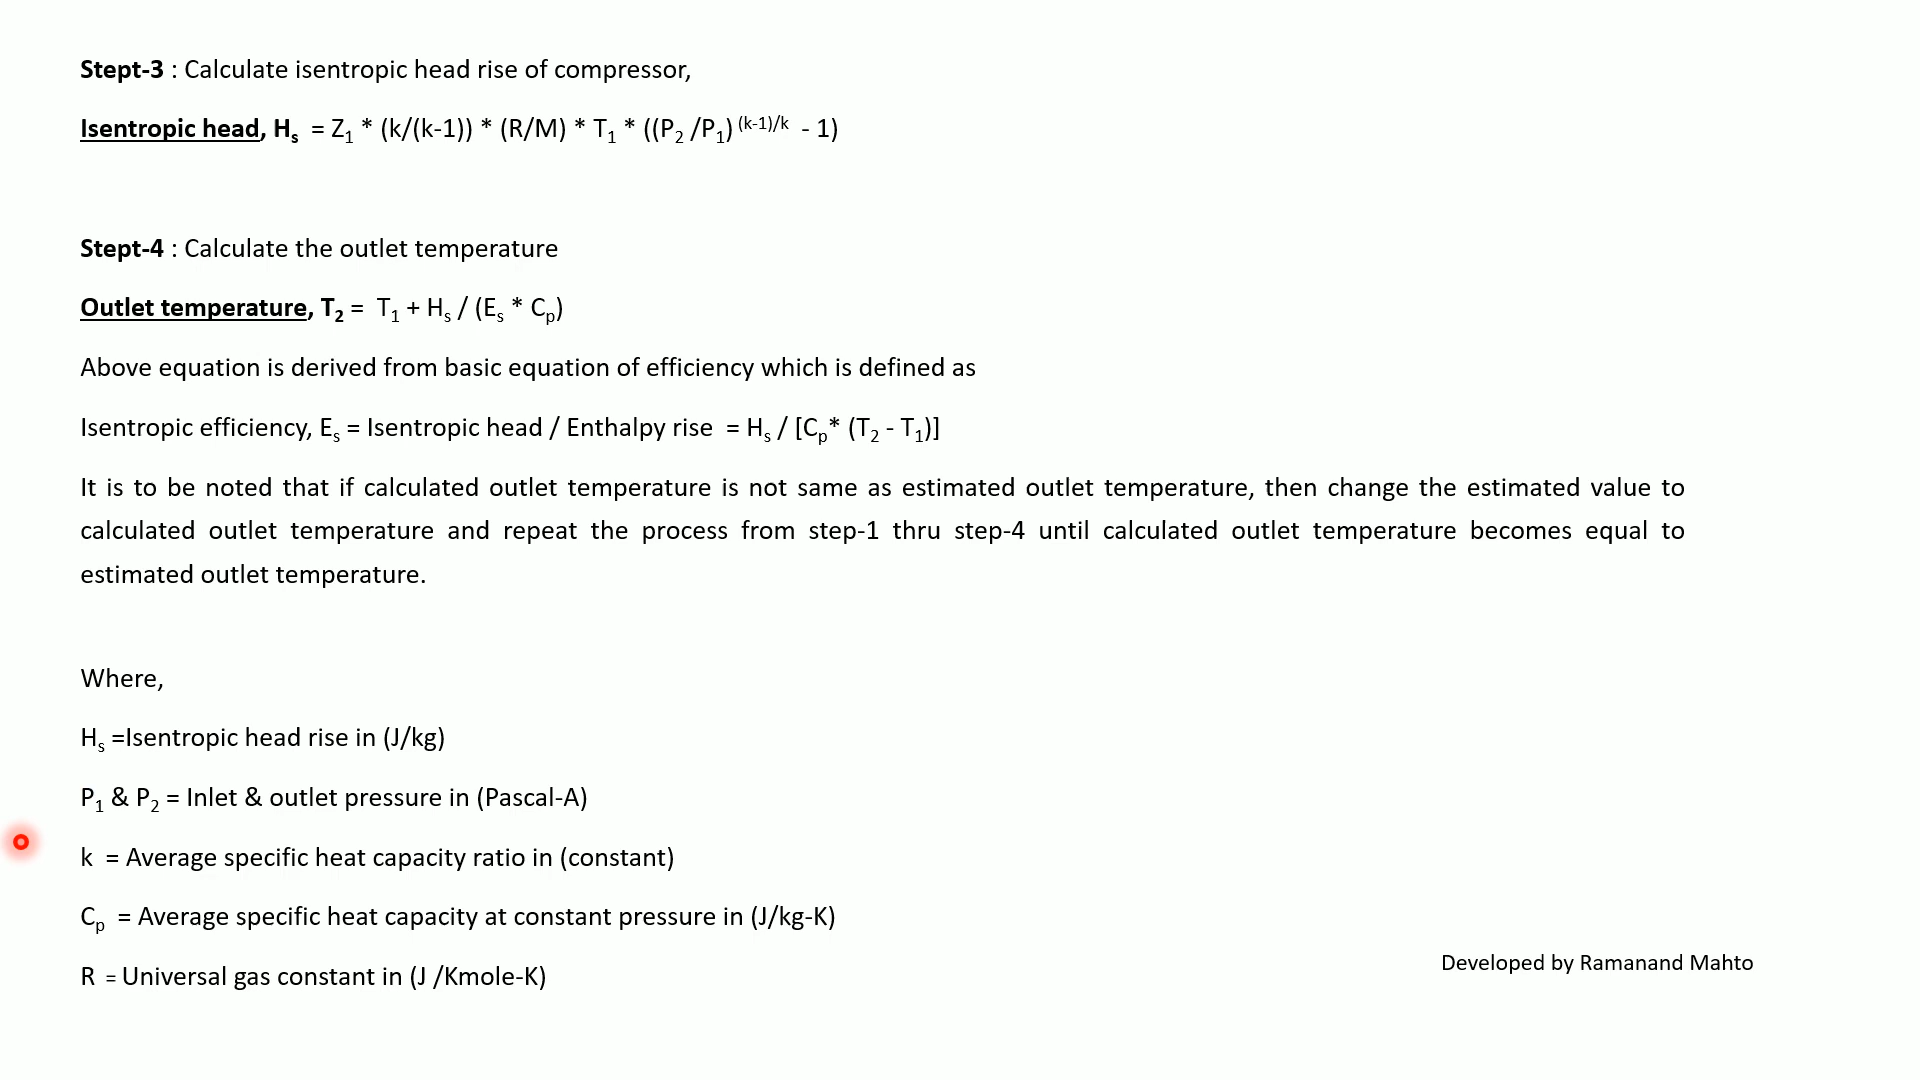 Stept-3 : Calculate isentropic head rise of compressor,
Isentropic head, Hs = Z1 * (k/(k-1)) * (R/M) * T1 * ((P2 /P1) (k-1)/k - 1)
Stept-4 : Calculate the outlet temperature
Outlet temperature, T2 = T1 + Hs / (Es * Cp)
Above equation is derived from basic equation of efficiency which is defined as
Isentropic efficiency, Es = Isentropic head / Enthalpy rise = Hs / [Cp* (T2 - T1)]
It is to be noted that if calculated outlet temperature is not same as estimated outlet temperature, then change the estimated value to
calculated outlet temperature and repeat the process from step-1 thru step-4 until calculated outlet temperature becomes equal to
estimated outlet temperature.
Where,
Hs =Isentropic head rise in (J/kg)
P1 & P2 = Inlet & outlet pressure in (Pascal-A)
k = Average specific heat capacity ratio in (constant)
Cp = Average specific heat capacity at constant pressure in (J/kg-K)
R = Universal gas constant in (J /Kmole-K)
Developed by Ramanand Mahto